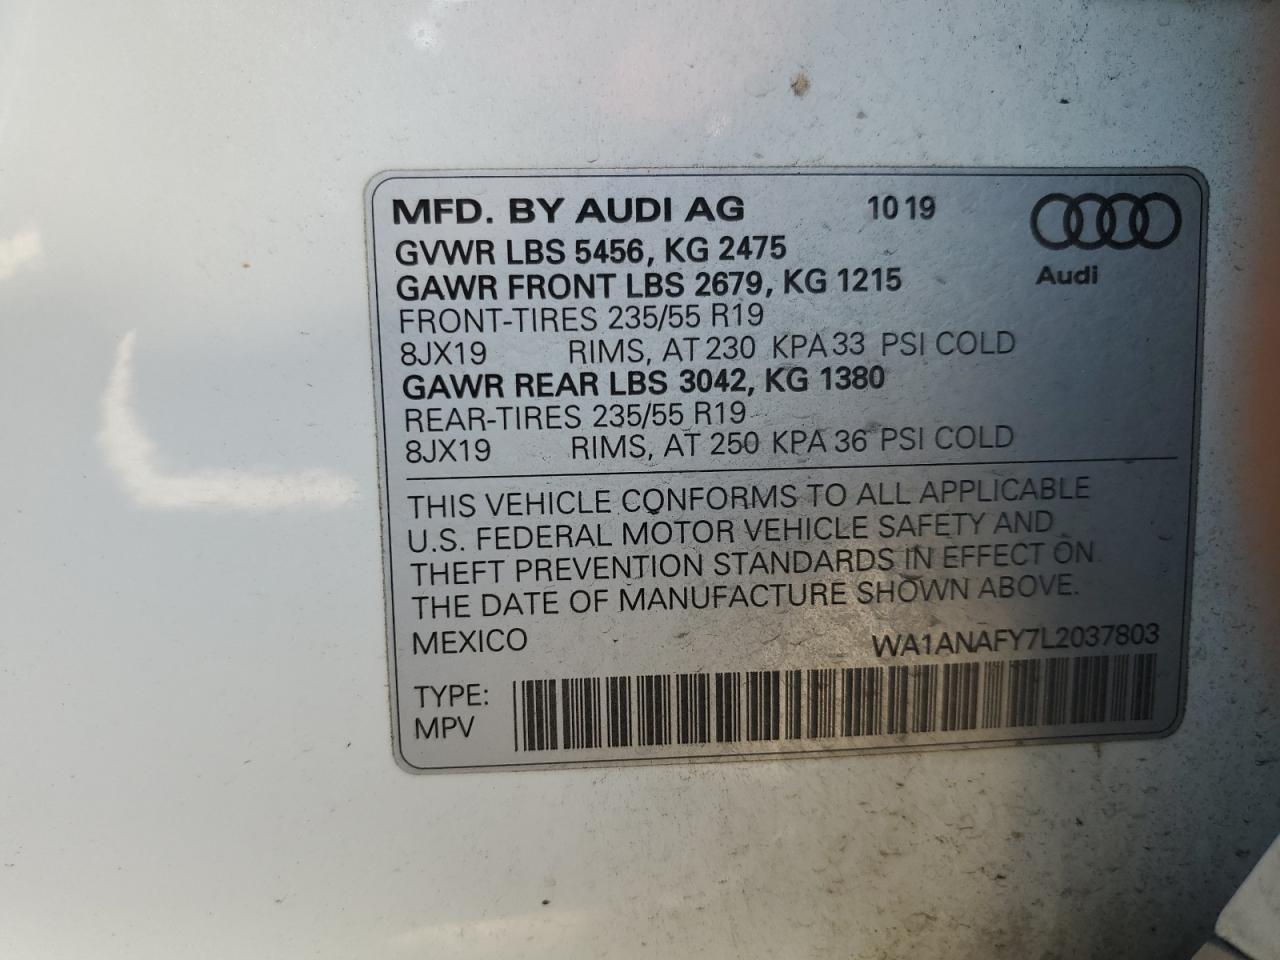 MFD. BY AUDI AG 10 19
Audi
GVWR LBS 5456, KG 2475
GAWR FRONT LBS 2679, KG 1215
FRONT-TIRES 235/55 R19
8JX19 RIMS, AT 230 KPA 33 PSI COLD
GAWR REAR LBS 3042, KG 1380
REAR-TIRES 235/55 R19
8JX19 RIMS, AT 250 KPA 36 PSI COLD
THIS VEHICLE CONFORMS TO ALL APPLICABLE
U.S. FEDERAL MOTOR VEHICLE SAFETY AND
THEFT PREVENTION STANDARDS IN EFFECT ON
THE DATE OF MANUFACTURE SHOWN ABOVE.
MEXICO WA1ANAFY7L2037803
TYPE:
MPV